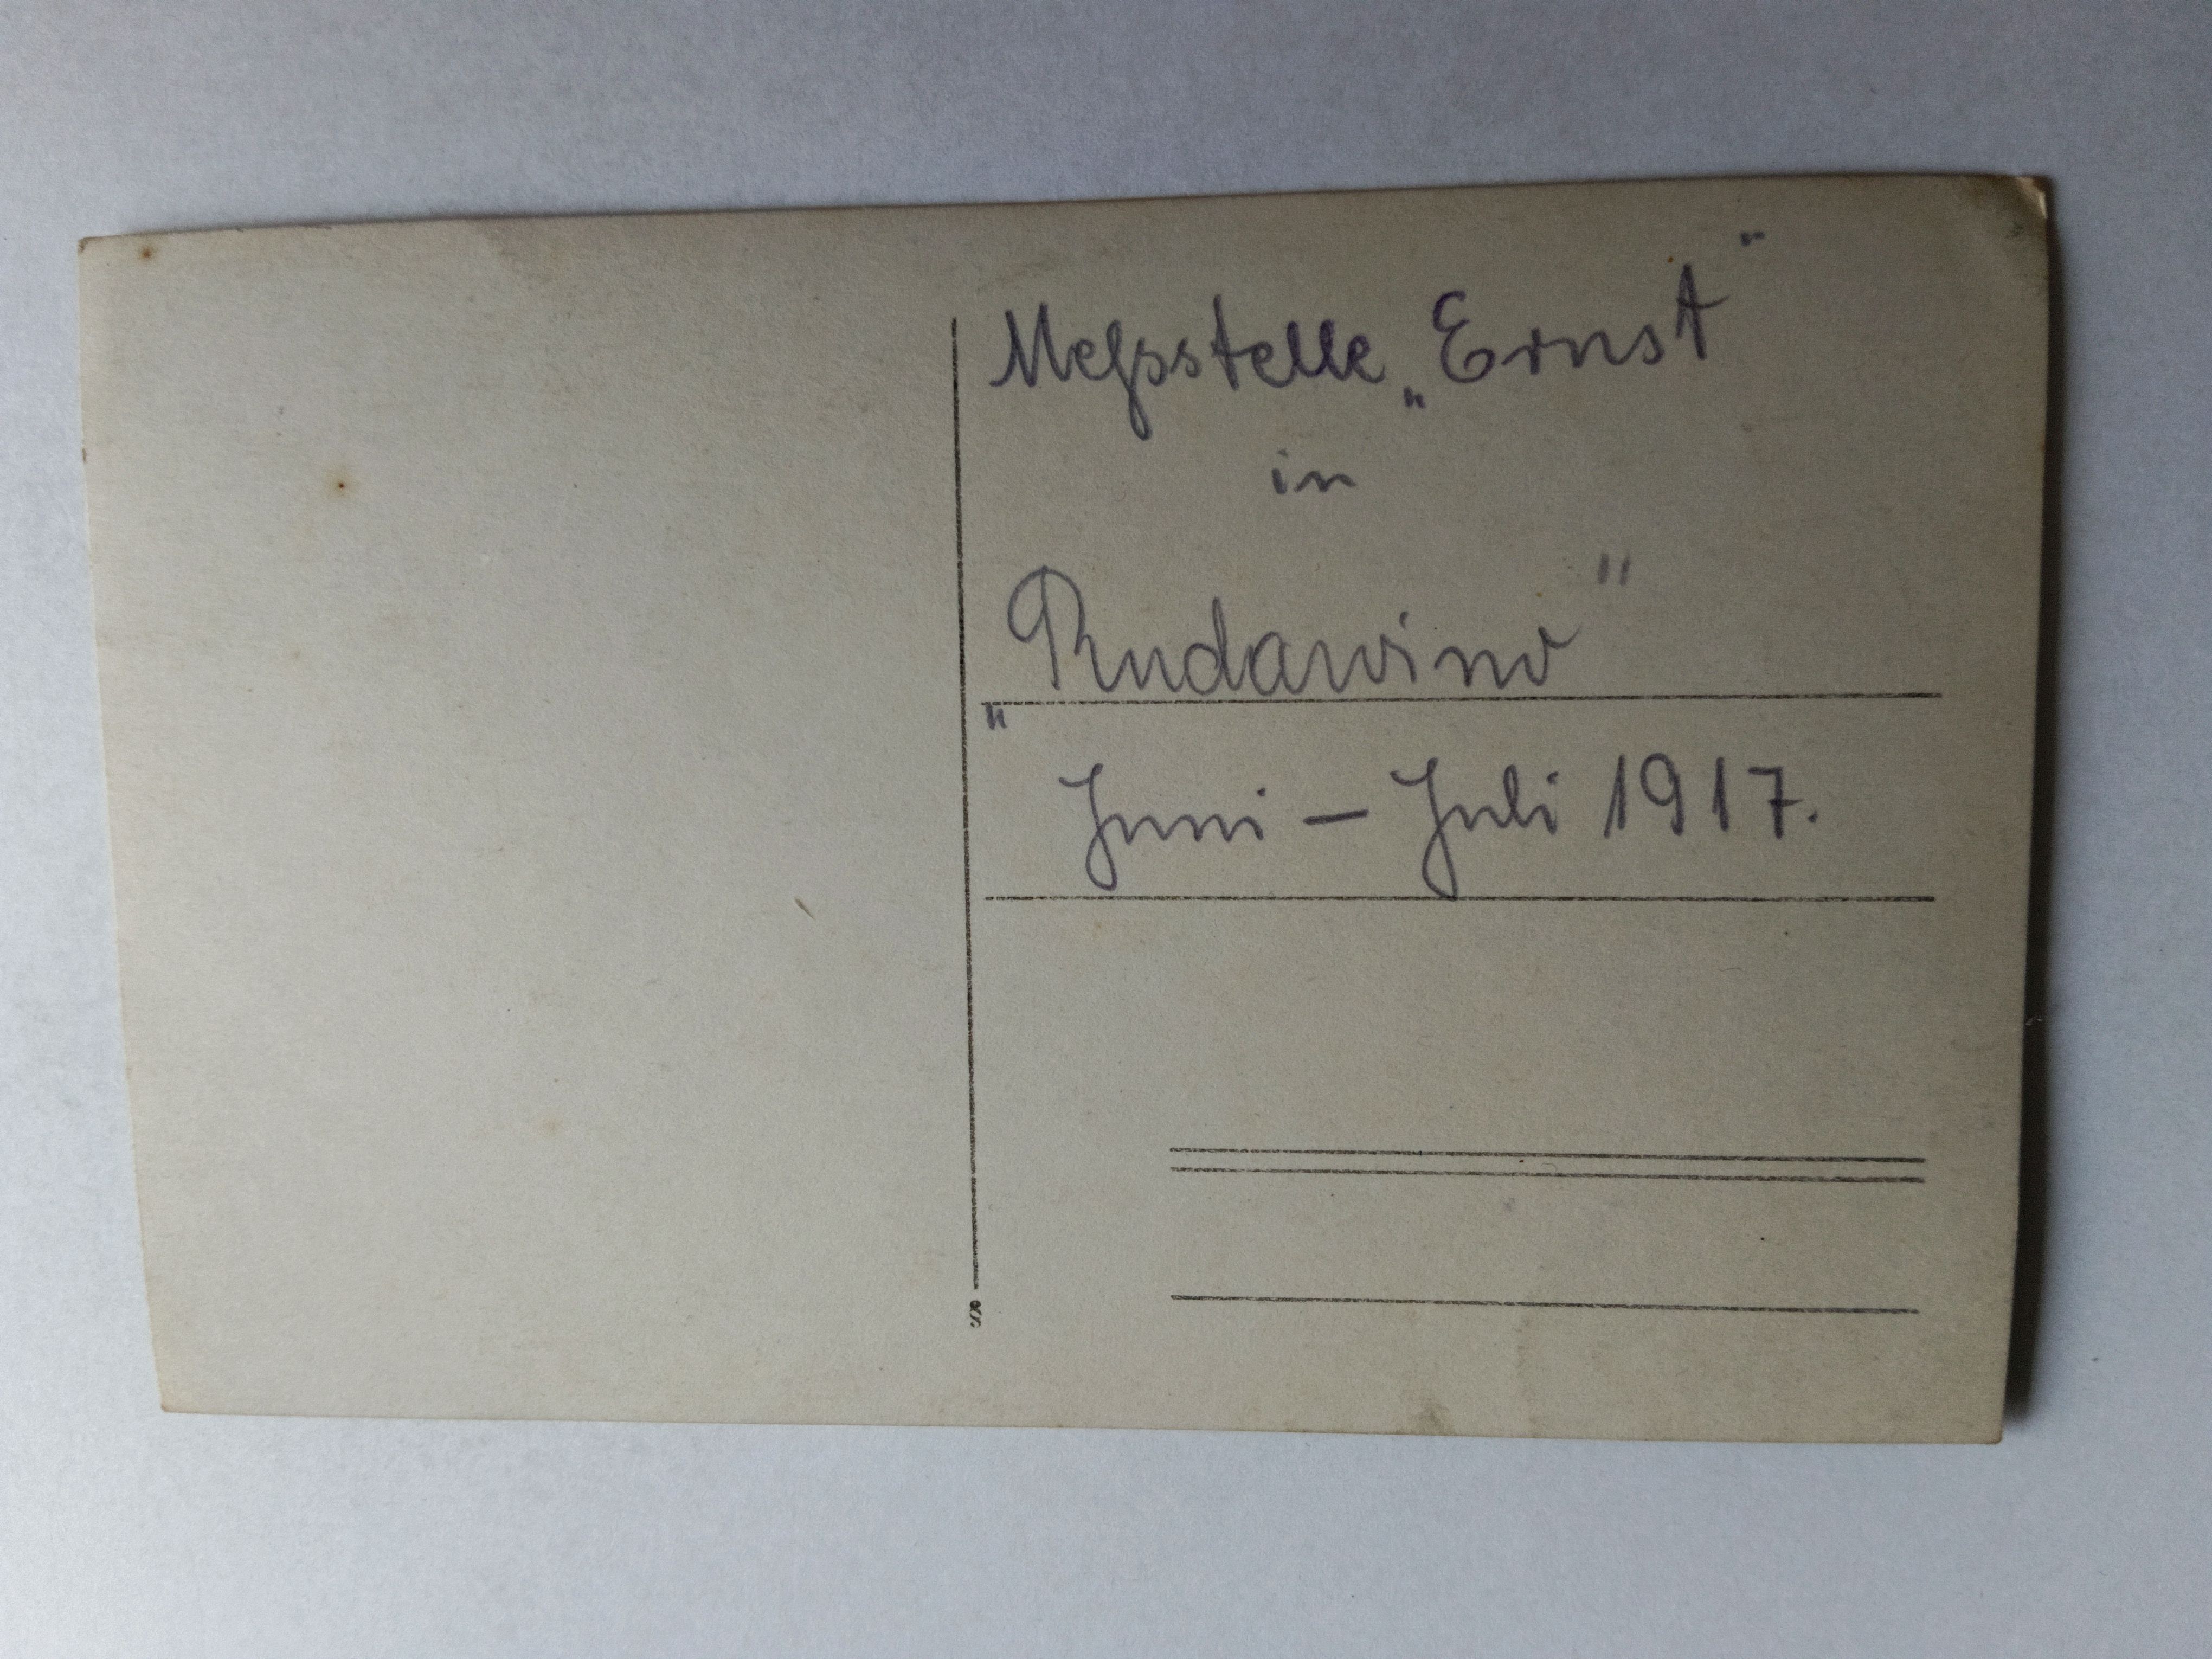 Meßstelle „Ernst"
in
„Rudawino"
Juni – Juli 1917.